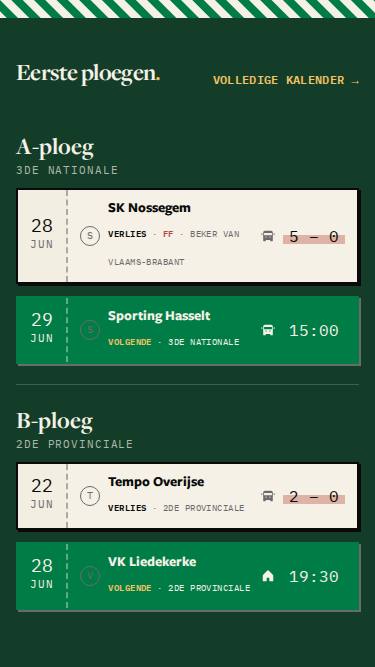 Eerste ploegen.
VOLLEDIGE KALENDER →
A-ploeg
3DE NATIONALE
28 JUN
S
SK Nossegem
VERLIES · FF · BEKER VAN
VLAAMS-BRABANT
5 – 0
29 JUN
S
Sporting Hasselt
VOLGENDE · 3DE NATIONALE
15:00
B-ploeg
2DE PROVINCIALE
22 JUN
T
Tempo Overijse
VERLIES · 2DE PROVINCIALE
2 – 0
28 JUN
V
VK Liedekerke
VOLGENDE · 2DE PROVINCIALE
19:30